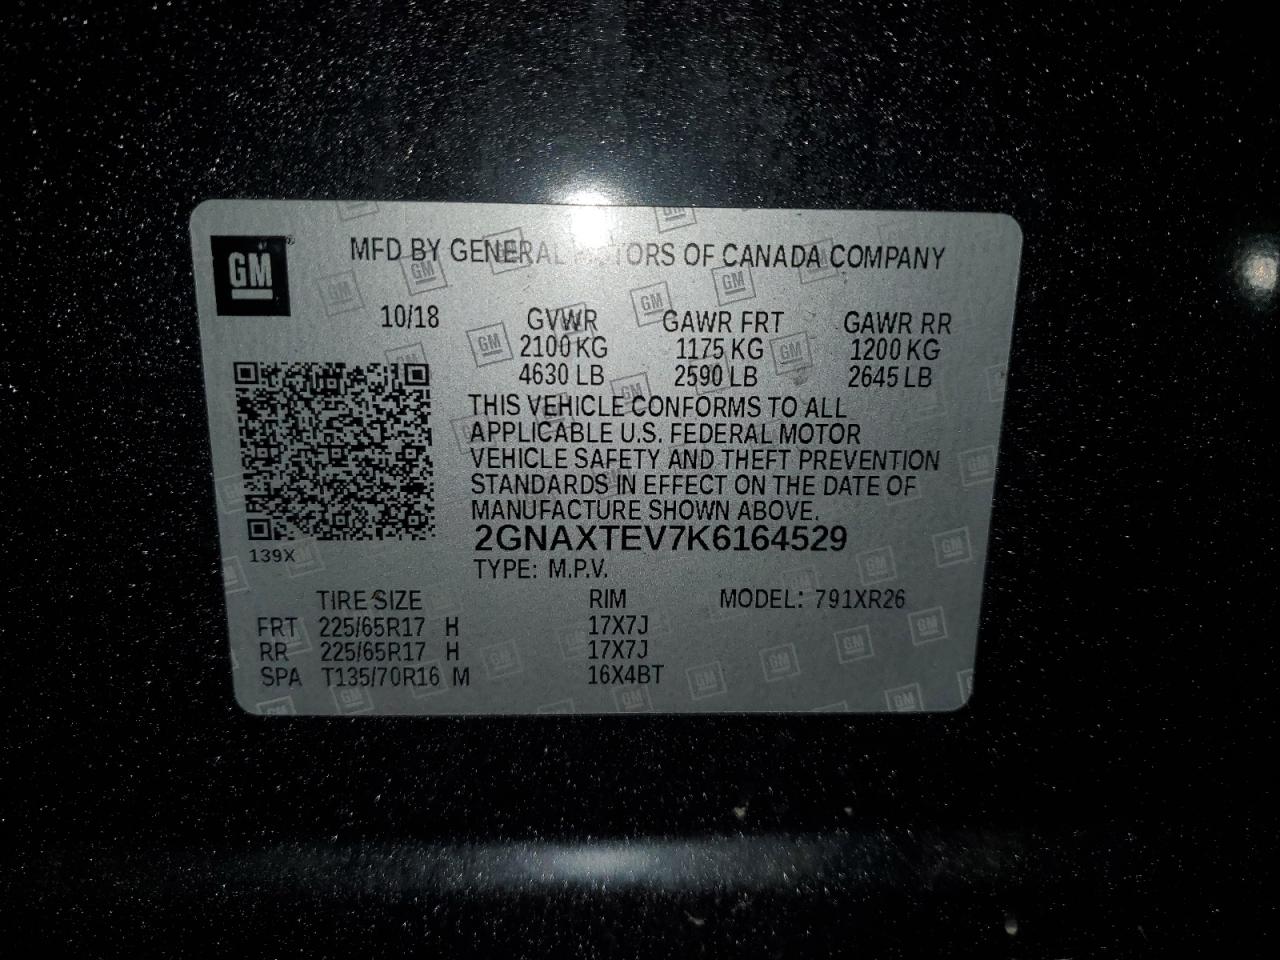 GM
MFD BY GENERAL MOTORS OF CANADA COMPANY
10/18 GVWR GAWR FRT GAWR RR
2100 KG 1175 KG 1200 KG
4630 LB 2590 LB 2645 LB
THIS VEHICLE CONFORMS TO ALL
APPLICABLE U.S. FEDERAL MOTOR
VEHICLE SAFETY AND THEFT PREVENTION
STANDARDS IN EFFECT ON THE DATE OF
MANUFACTURE SHOWN ABOVE.
2GNAXTEV7K6164529
139X
TYPE: M.P.V.
TIRE SIZE RIM MODEL: 791XR26
FRT 225/65R17 H 17X7J
RR 225/65R17 H 17X7J
SPA T135/70R16 M 16X4BT